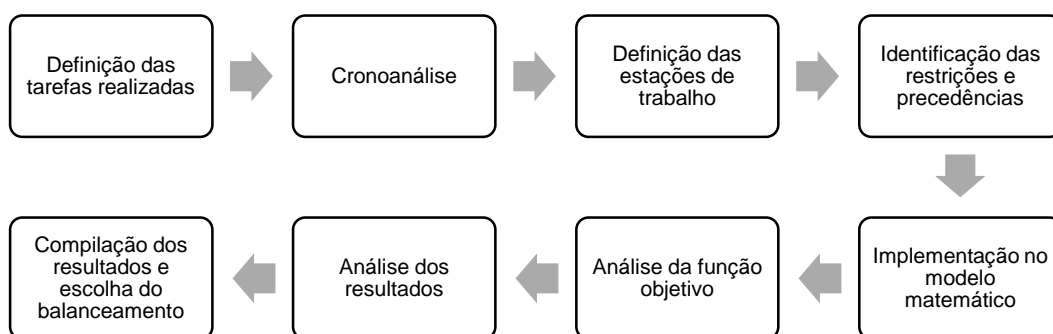 Definição das
tarefas realizadas
Cronoanálise
Definição das
estações de
trabalho
Identificação das
restrições e
precedências
Implementação no
modelo
matemático
Análise da função
objetivo
Análise dos
resultados
Compilação dos
resultados e
escolha do
balanceamento